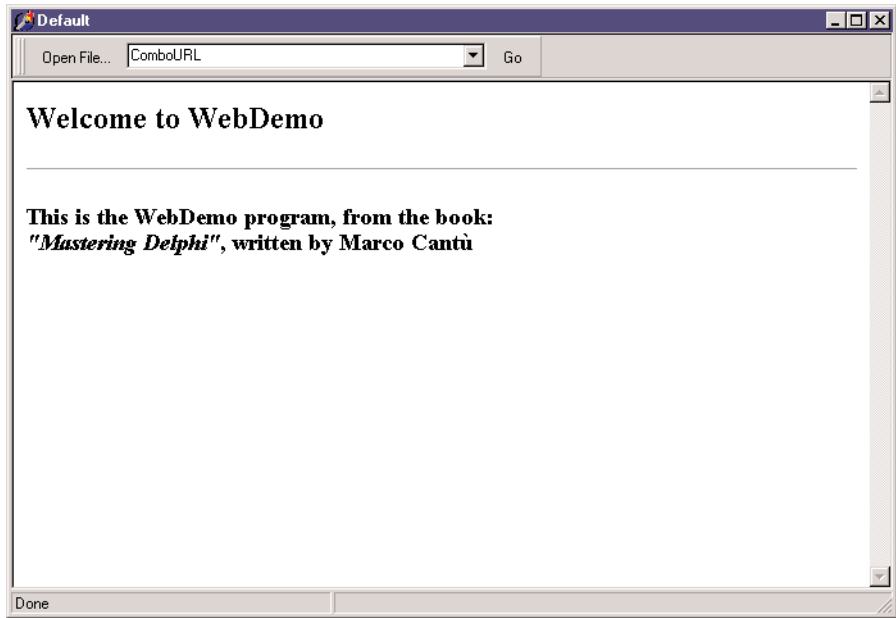 Default
Open File... ComboURL Go
Welcome to WebDemo
This is the WebDemo program, from the book:
"Mastering Delphi", written by Marco Cantù
Done